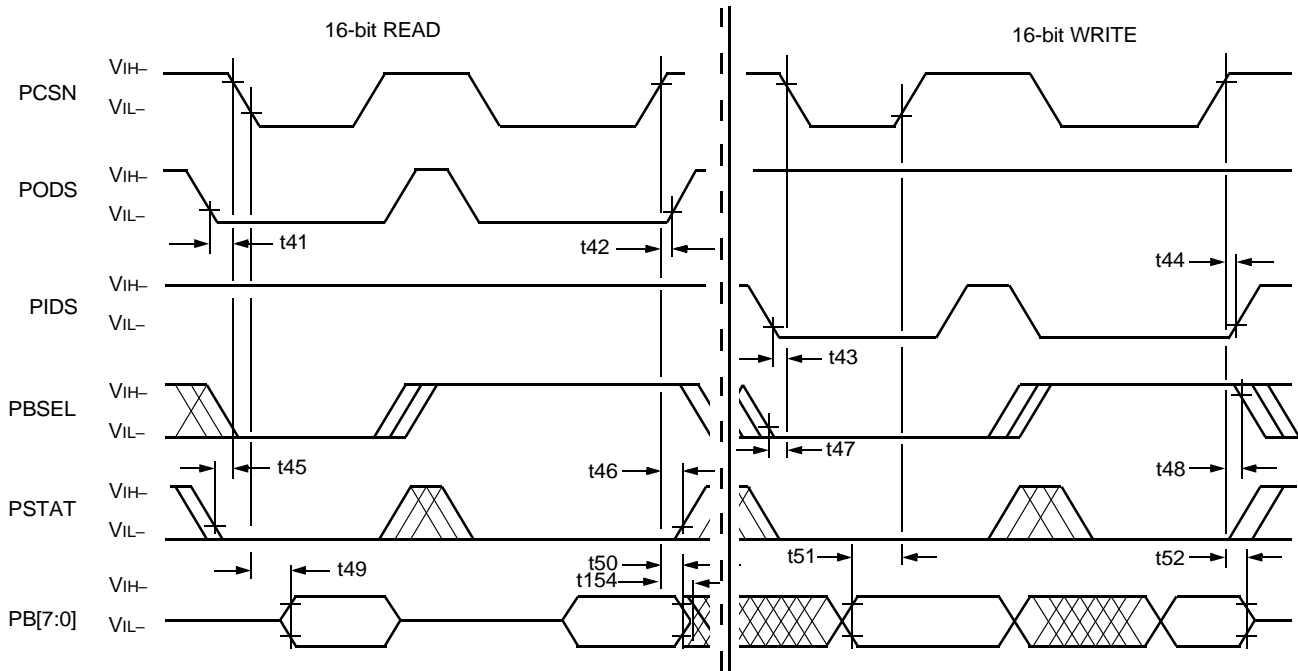 16-bit READ
16-bit WRITE
PCSN
VIH–
VIL–
PODS
VIH–
VIL–
t41
t42
PIDS
VIH–
VIL–
t44
t43
PBSEL
VIH–
VIL–
t45
t46
t47
t48
PSTAT
VIH–
VIL–
t49
t50
t154
t51
t52
PB[7:0]
VIH–
VIL–